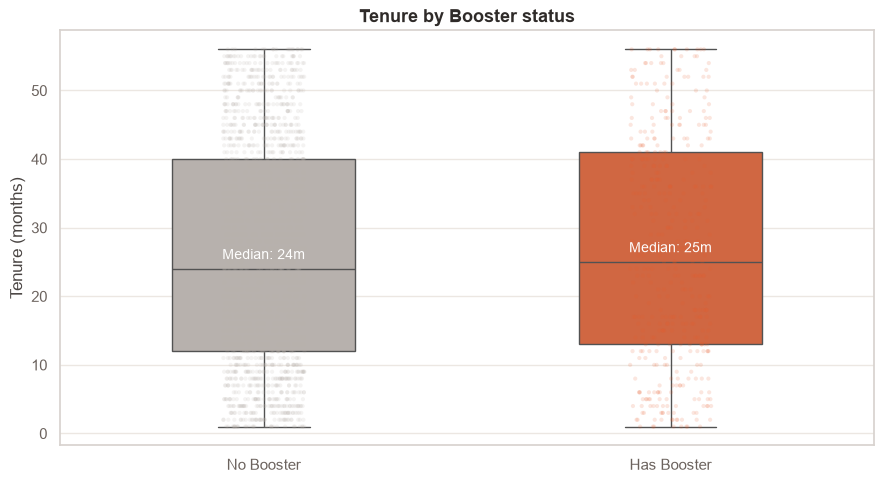 Tenure by Booster status
Tenure (months)
50
40
30
20
10
0
Median: 24m
Median: 25m
No Booster
Has Booster